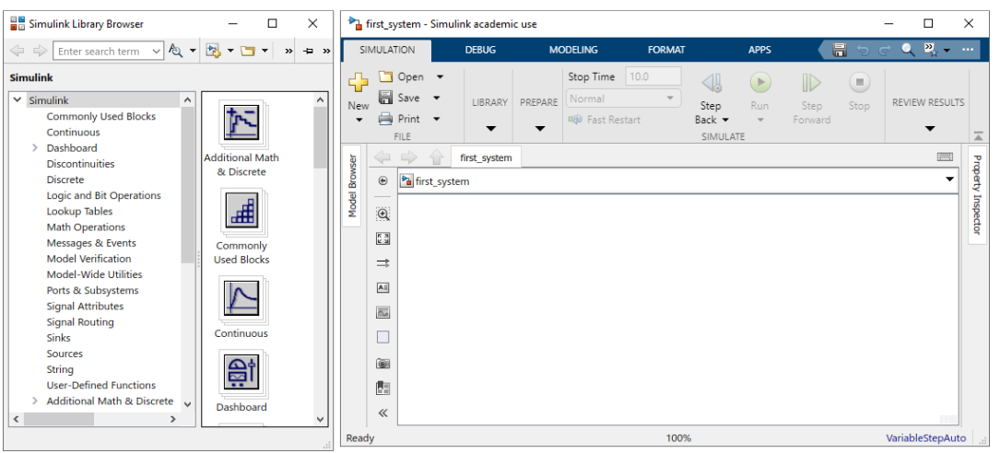 Simulink Library Browser
Enter search term
Simulink
Simulink
Commonly Used Blocks
Continuous
Dashboard
Discontinuities
Discrete
Logic and Bit Operations
Lookup Tables
Math Operations
Messages & Events
Model Verification
Model-Wide Utilities
Ports & Subsystems
Signal Attributes
Signal Routing
Sinks
Sources
String
User-Defined Functions
Additional Math & Discrete
Additional Math
& Discrete
Commonly
Used Blocks
Continuous
Dashboard
first_system - Simulink academic use
SIMULATION DEBUG MODELING FORMAT APPS
New
Open
Save
Print
FILE
LIBRARY
PREPARE
Stop Time 10.0
Normal
Fast Restart
Step
Back
Run
Step
Forward
Stop
SIMULATE
REVIEW RESULTS
Model Browser
first_system
first_system
Property Inspector
Ready 100% VariableStepAuto